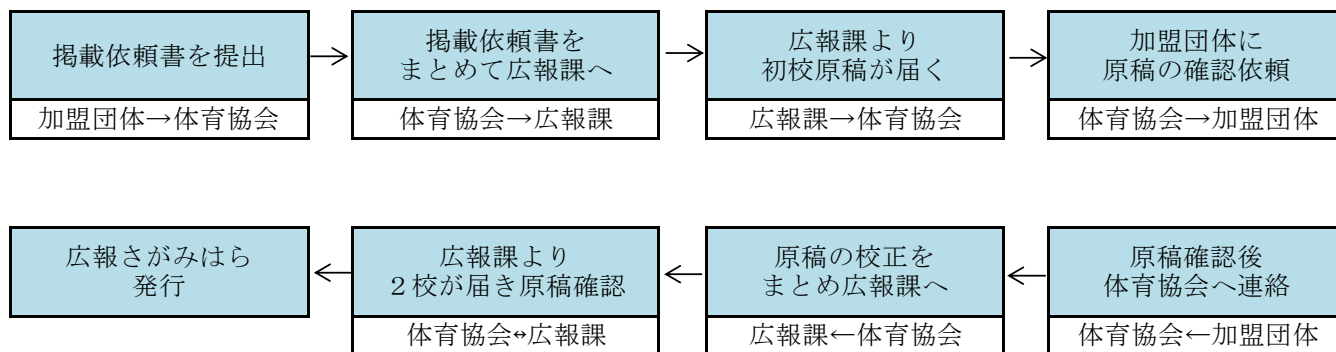 掲載依頼書を提出
加盟団体→体育協会
掲載依頼書を
まとめて広報課へ
体育協会→広報課
広報課より
初校原稿が届く
広報課→体育協会
加盟団体に
原稿の確認依頼
体育協会→加盟団体
原稿確認後
体育協会へ連絡
体育協会←加盟団体
原稿の校正を
まとめ広報課へ
広報課←体育協会
広報課より
２校が届き原稿確認
体育協会↔広報課
広報さがみはら
発行